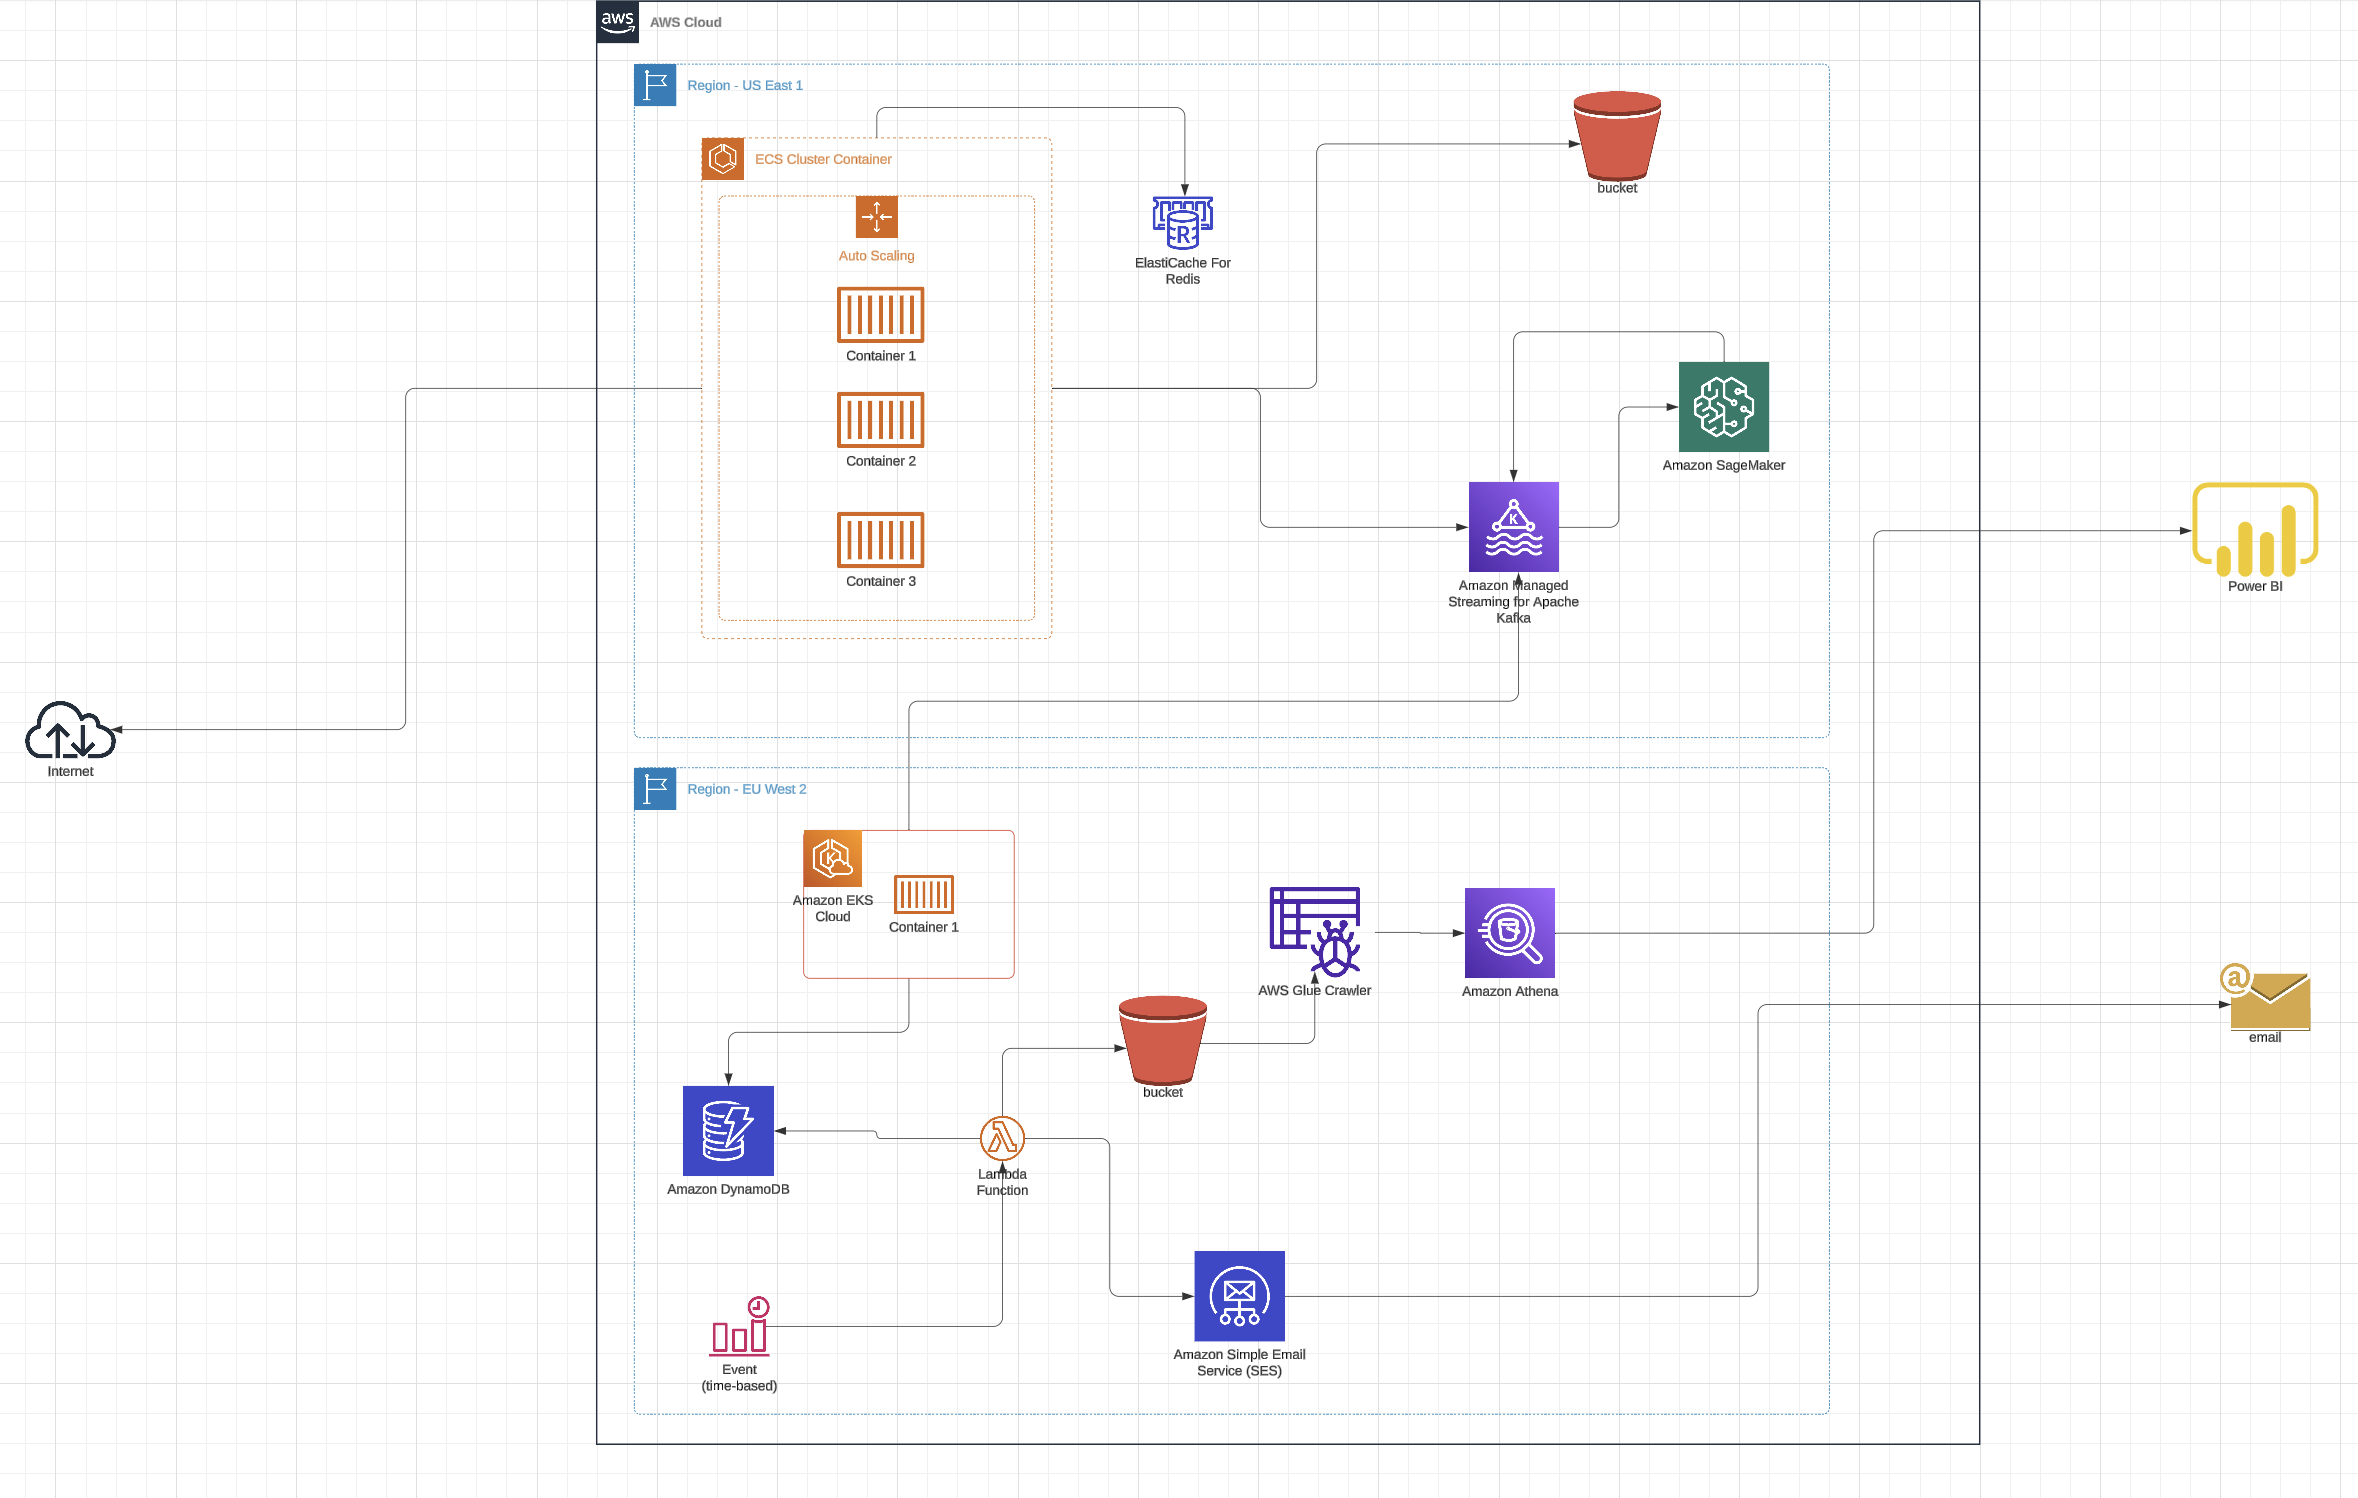 aws
AWS Cloud
Region - US East 1
ECS Cluster Container
Auto Scaling
Container 1
Container 2
Container 3
R
ElastiCache For
Redis
bucket
Amazon SageMaker
K
Amazon Managed
Streaming for Apache
Kafka
Power BI
Internet
Region - EU West 2
K
Amazon EKS
Cloud
Container 1
AWS Glue Crawler
Amazon Athena
bucket
@
email
Amazon DynamoDB
Lambda
Function
Amazon Simple Email
Service (SES)
Event
(time-based)